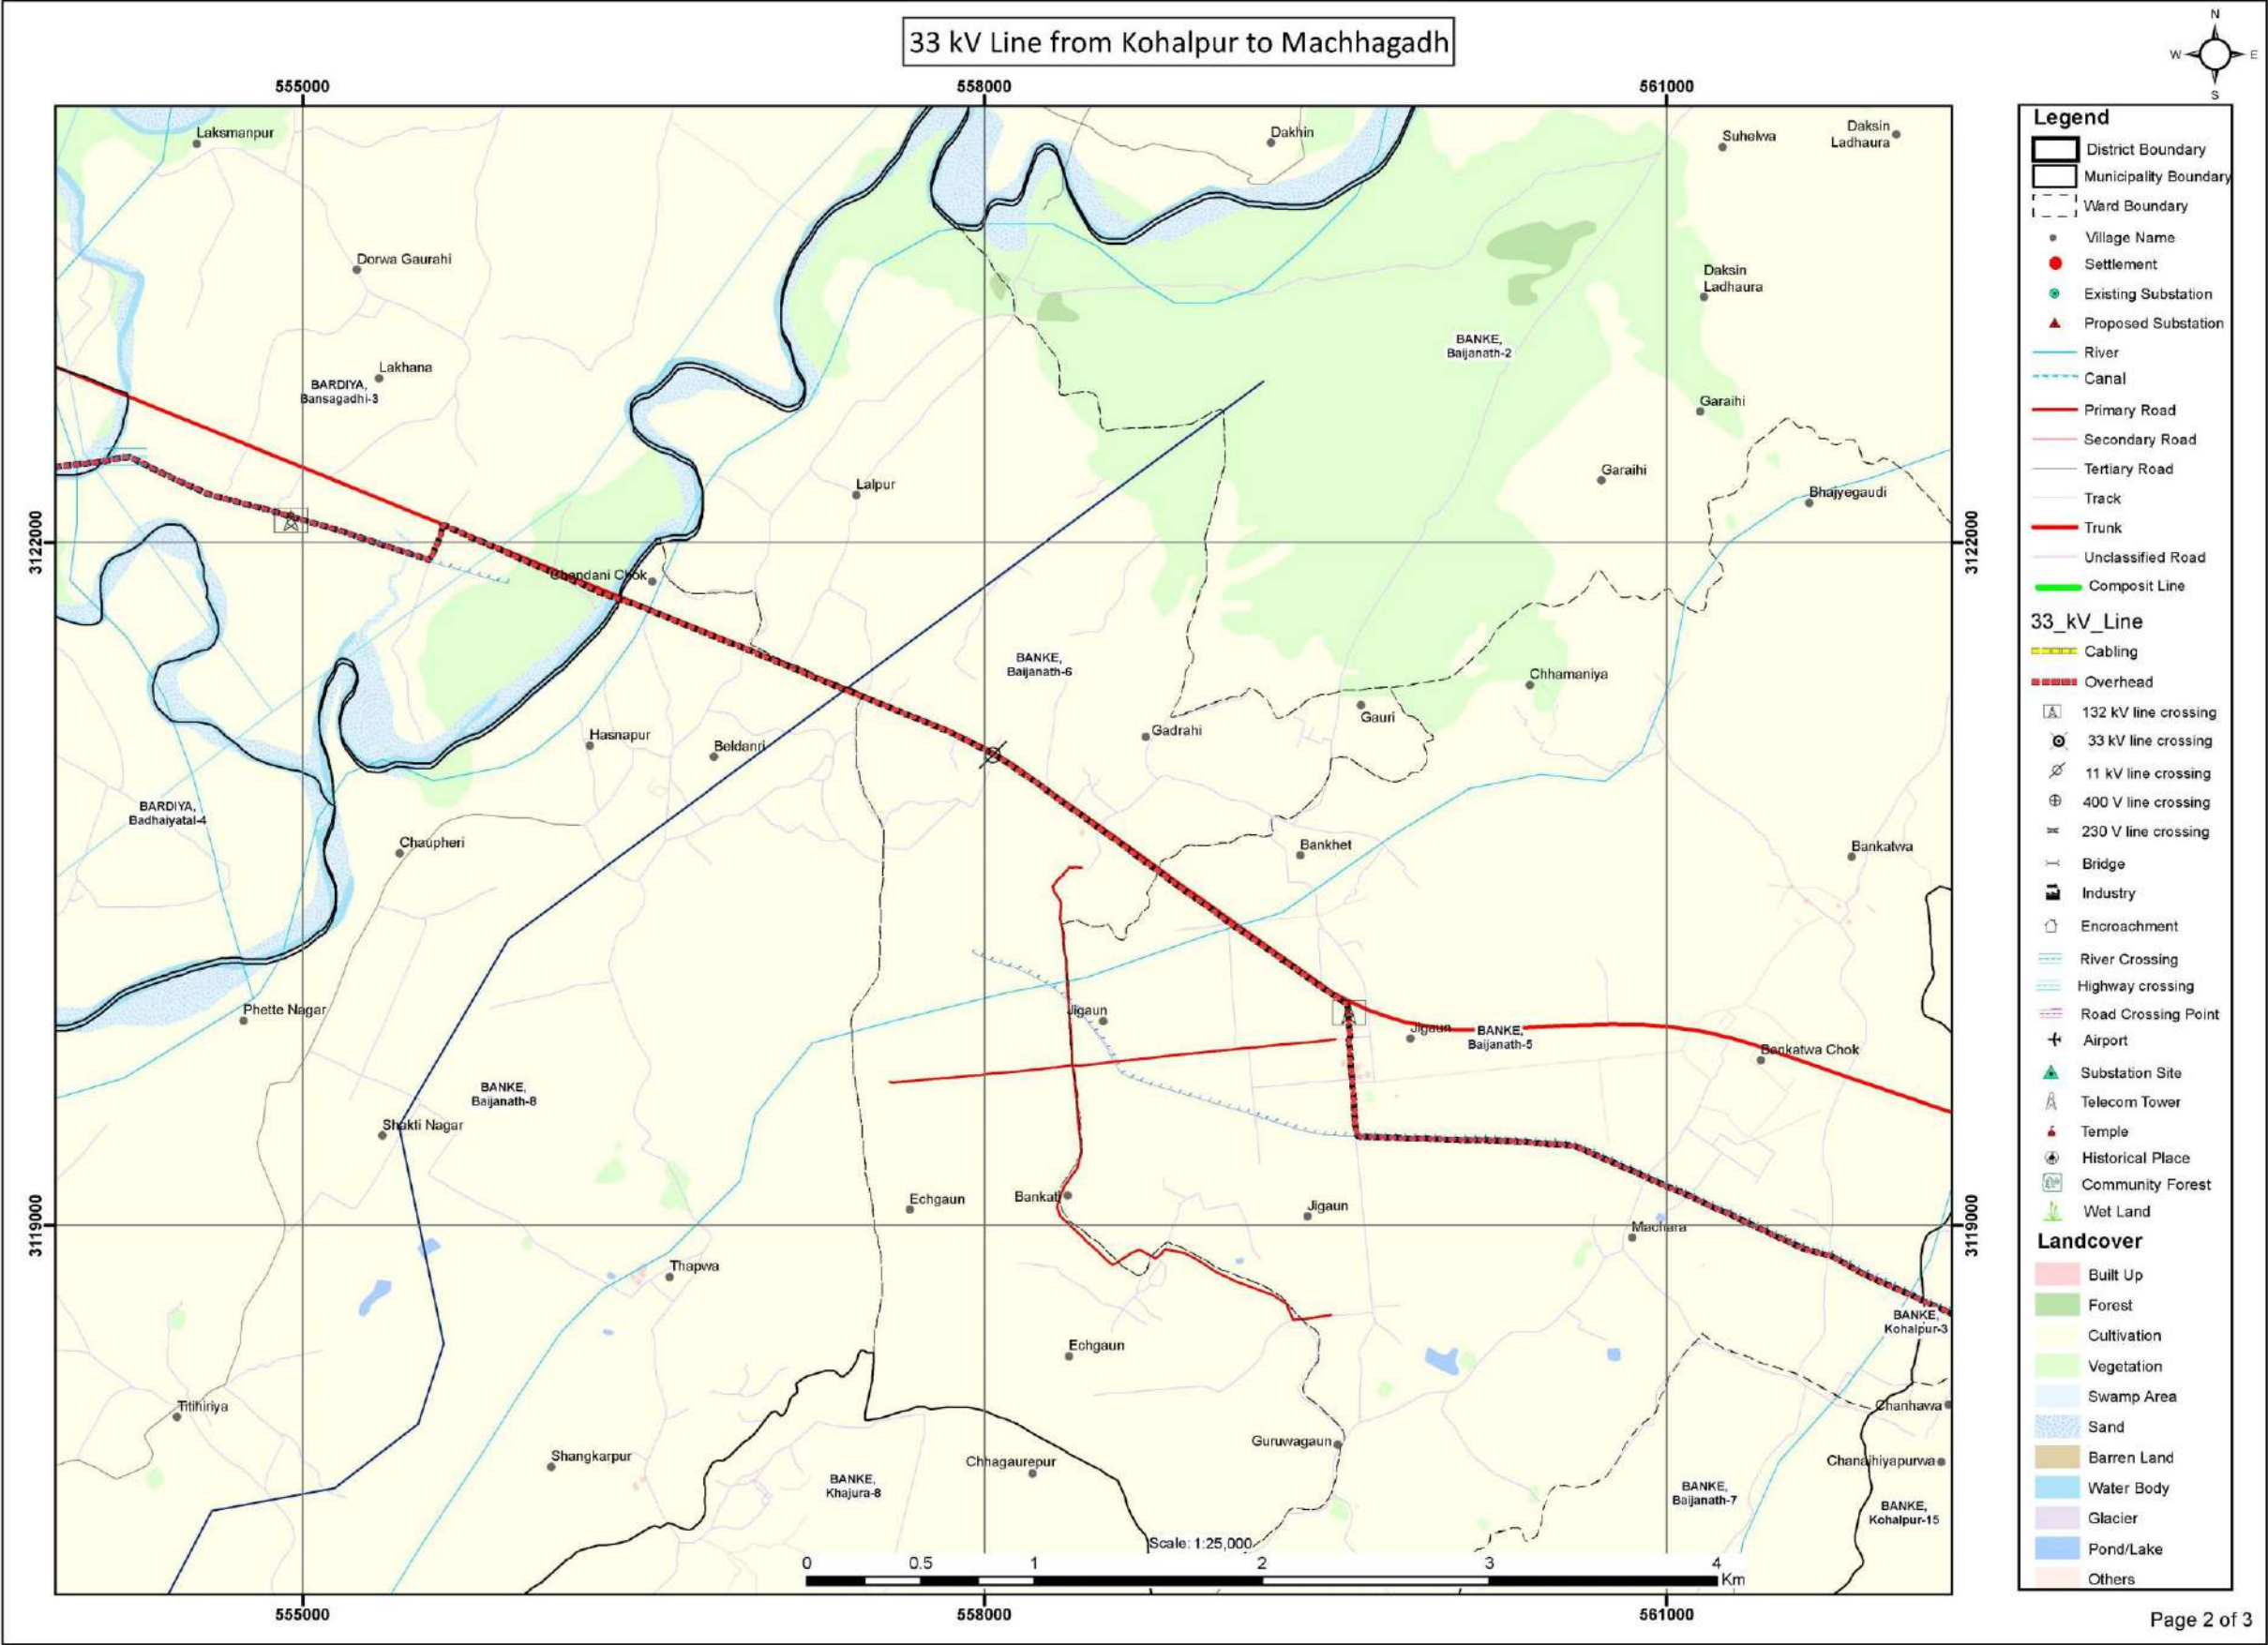 33 kV Line from Kohalpur to Machhagadh
N
W
E
S
555000
558000
561000
Laksmanpur
Dakhin
Suhelwa
Daksin
Ladhaura
Dorwa Gaurahi
Daksin
Ladhaura
BANKE,
Baijanath-2
Lakhana
BARDIYA,
Bansagadhi-3
Garaihi
Garaihi
Lalpur
Bhajyegaudi
3122000
3122000
Chandani Chok
BANKE,
Baijanath-6
Chhamaniya
Gauri
Gadrahi
Hasnapur
Beldanri
BARDIYA,
Badhaiyatal-4
Chaupheri
Bankhet
Bankatwa
Phette Nagar
Jigaun
Jigaun
BANKE,
Baijanath-5
Bankatwa Chok
BANKE,
Baijanath-8
Shakti Nagar
Echgaun
Bankati
Jigaun
3119000
3119000
Machara
Thapwa
BANKE,
Kohalpur-3
Echgaun
Titihiriya
Chanhawa
Guruwagaun
Shangkarpur
Chhagaurepur
Chanaihiyapurwa
BANKE,
Khajura-8
BANKE,
Baijanath-7
BANKE,
Kohalpur-15
Scale: 1:25,000
0 0.5 1 2 3 4
Km
555000
558000
561000
Legend
District Boundary
Municipality Boundary
Ward Boundary
Village Name
Settlement
Existing Substation
Proposed Substation
River
Canal
Primary Road
Secondary Road
Tertiary Road
Track
Trunk
Unclassified Road
Composit Line
33_kV_Line
Cabling
Overhead
132 kV line crossing
33 kV line crossing
11 kV line crossing
400 V line crossing
230 V line crossing
Bridge
Industry
Encroachment
River Crossing
Highway crossing
Road Crossing Point
Airport
Substation Site
Telecom Tower
Temple
Historical Place
Community Forest
Wet Land
Landcover
Built Up
Forest
Cultivation
Vegetation
Swamp Area
Sand
Barren Land
Water Body
Glacier
Pond/Lake
Others
Page 2 of 3